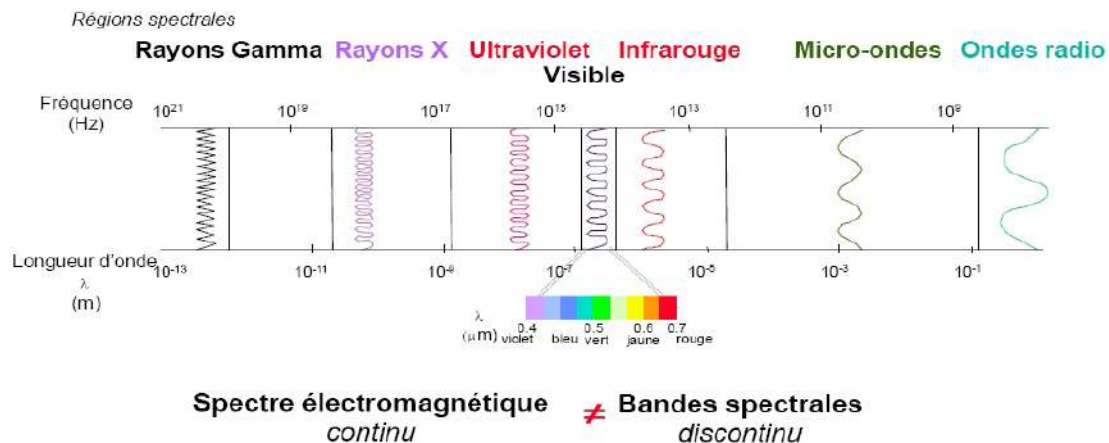 Régions spectrales
Rayons Gamma Rayons X Ultraviolet Infrarouge Micro-ondes Ondes radio
Visible
Fréquence (Hz) 10²¹ 10¹⁹ 10¹⁷ 10¹⁵ 10¹³ 10¹¹ 10⁹
Longueur d'onde λ (m) 10⁻¹³ 10⁻¹¹ 10⁻⁹ 10⁻⁷ 10⁻⁵ 10⁻³ 10⁻¹
λ (μm) 0.4 0.5 0.6 0.7
violet bleu vert jaune rouge
Spectre électromagnétique ≠ Bandes spectrales
continu discontinu